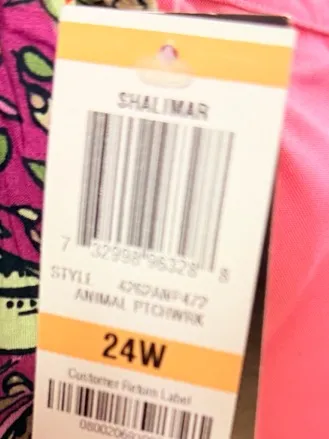 SHALIMAR
7 32998 96328 8
STYLE
ANIMAL PTCHWRK
24W
Customer Return Label